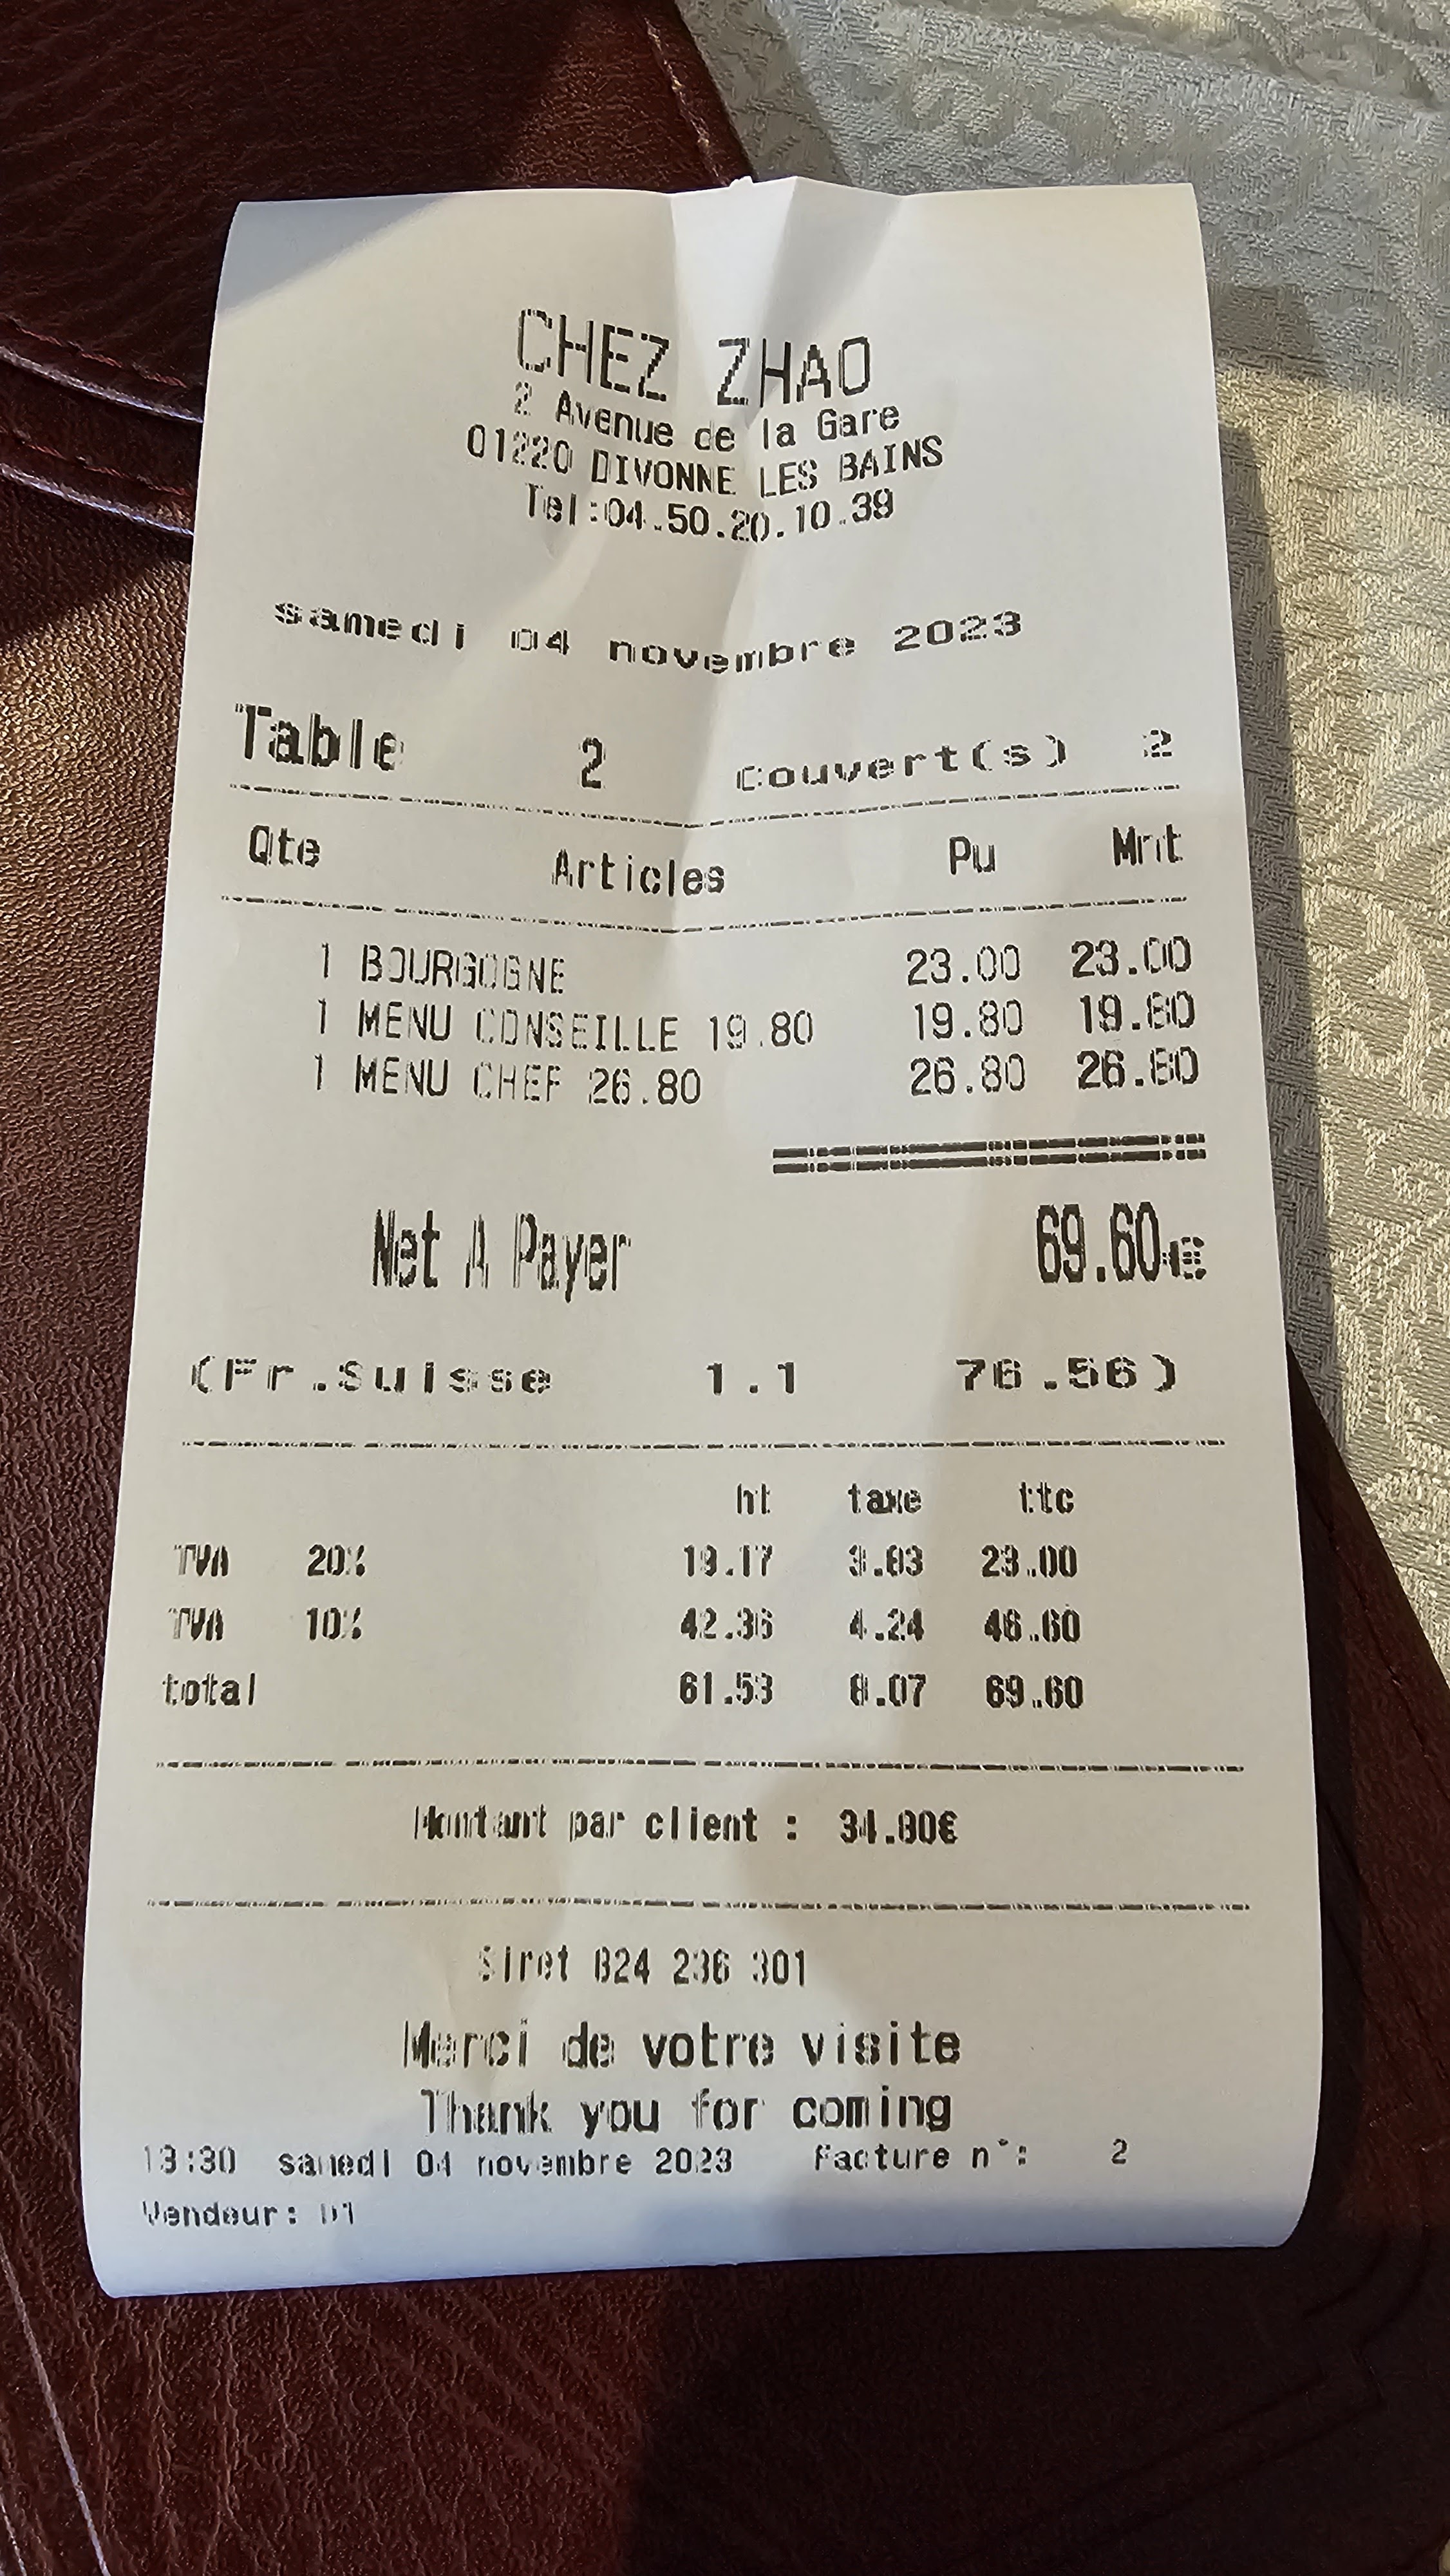 CHEZ ZHAO
2 Avenue de la Gare
01220 DIVONNE LES BAINS
Tel:04.50.20.10.39
samedi 04 novembre 2023
Table 2 Couvert(s) 2
Qte Articles Pu Mnt
1 BOURGOGNE 23.00 23.00
1 MENU CONSEILLE 19.80 19.80 19.80
1 MENU CHEF 26.80 26.80 26.80
Net A Payer 69.60€
(Fr.Suisse 1.1 76.56)
ht taxe ttc
TVA 20% 19.17 3.83 23.00
TVA 10% 42.36 4.24 46.60
total 61.53 8.07 69.60
Montant par client : 34.80€
Siret 824 236 301
Merci de votre visite
Thank you for coming
13:30 samedi 04 novembre 2023 Facture n°: 2
Vendeur: